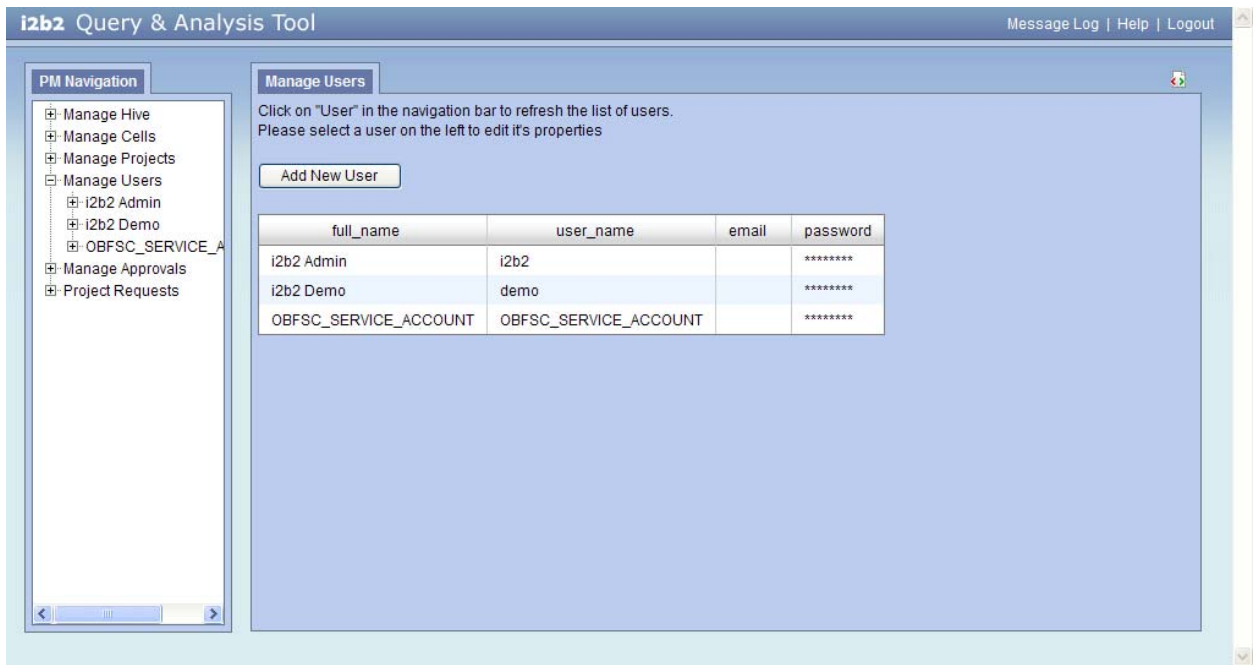 i2b2 Query & Analysis Tool
Message Log | Help | Logout
PM Navigation
Manage Hive
Manage Cells
Manage Projects
Manage Users
i2b2 Admin
i2b2 Demo
OBFSC_SERVICE_A
Manage Approvals
Project Requests
Manage Users
Click on "User" in the navigation bar to refresh the list of users.
Please select a user on the left to edit it's properties
Add New User
full_name user_name email password
i2b2 Admin i2b2 ********
i2b2 Demo demo ********
OBFSC_SERVICE_ACCOUNT OBFSC_SERVICE_ACCOUNT ********